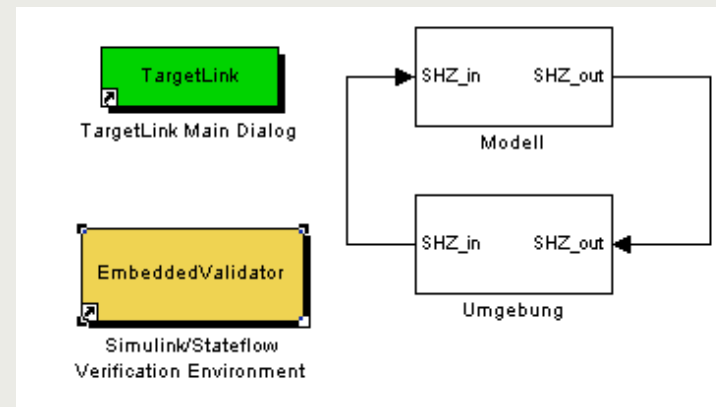 TargetLink
TargetLink Main Dialog
SHZ_in SHZ_out
Modell
EmbeddedValidator
Simulink/Stateflow
Verification Environment
SHZ_in SHZ_out
Umgebung